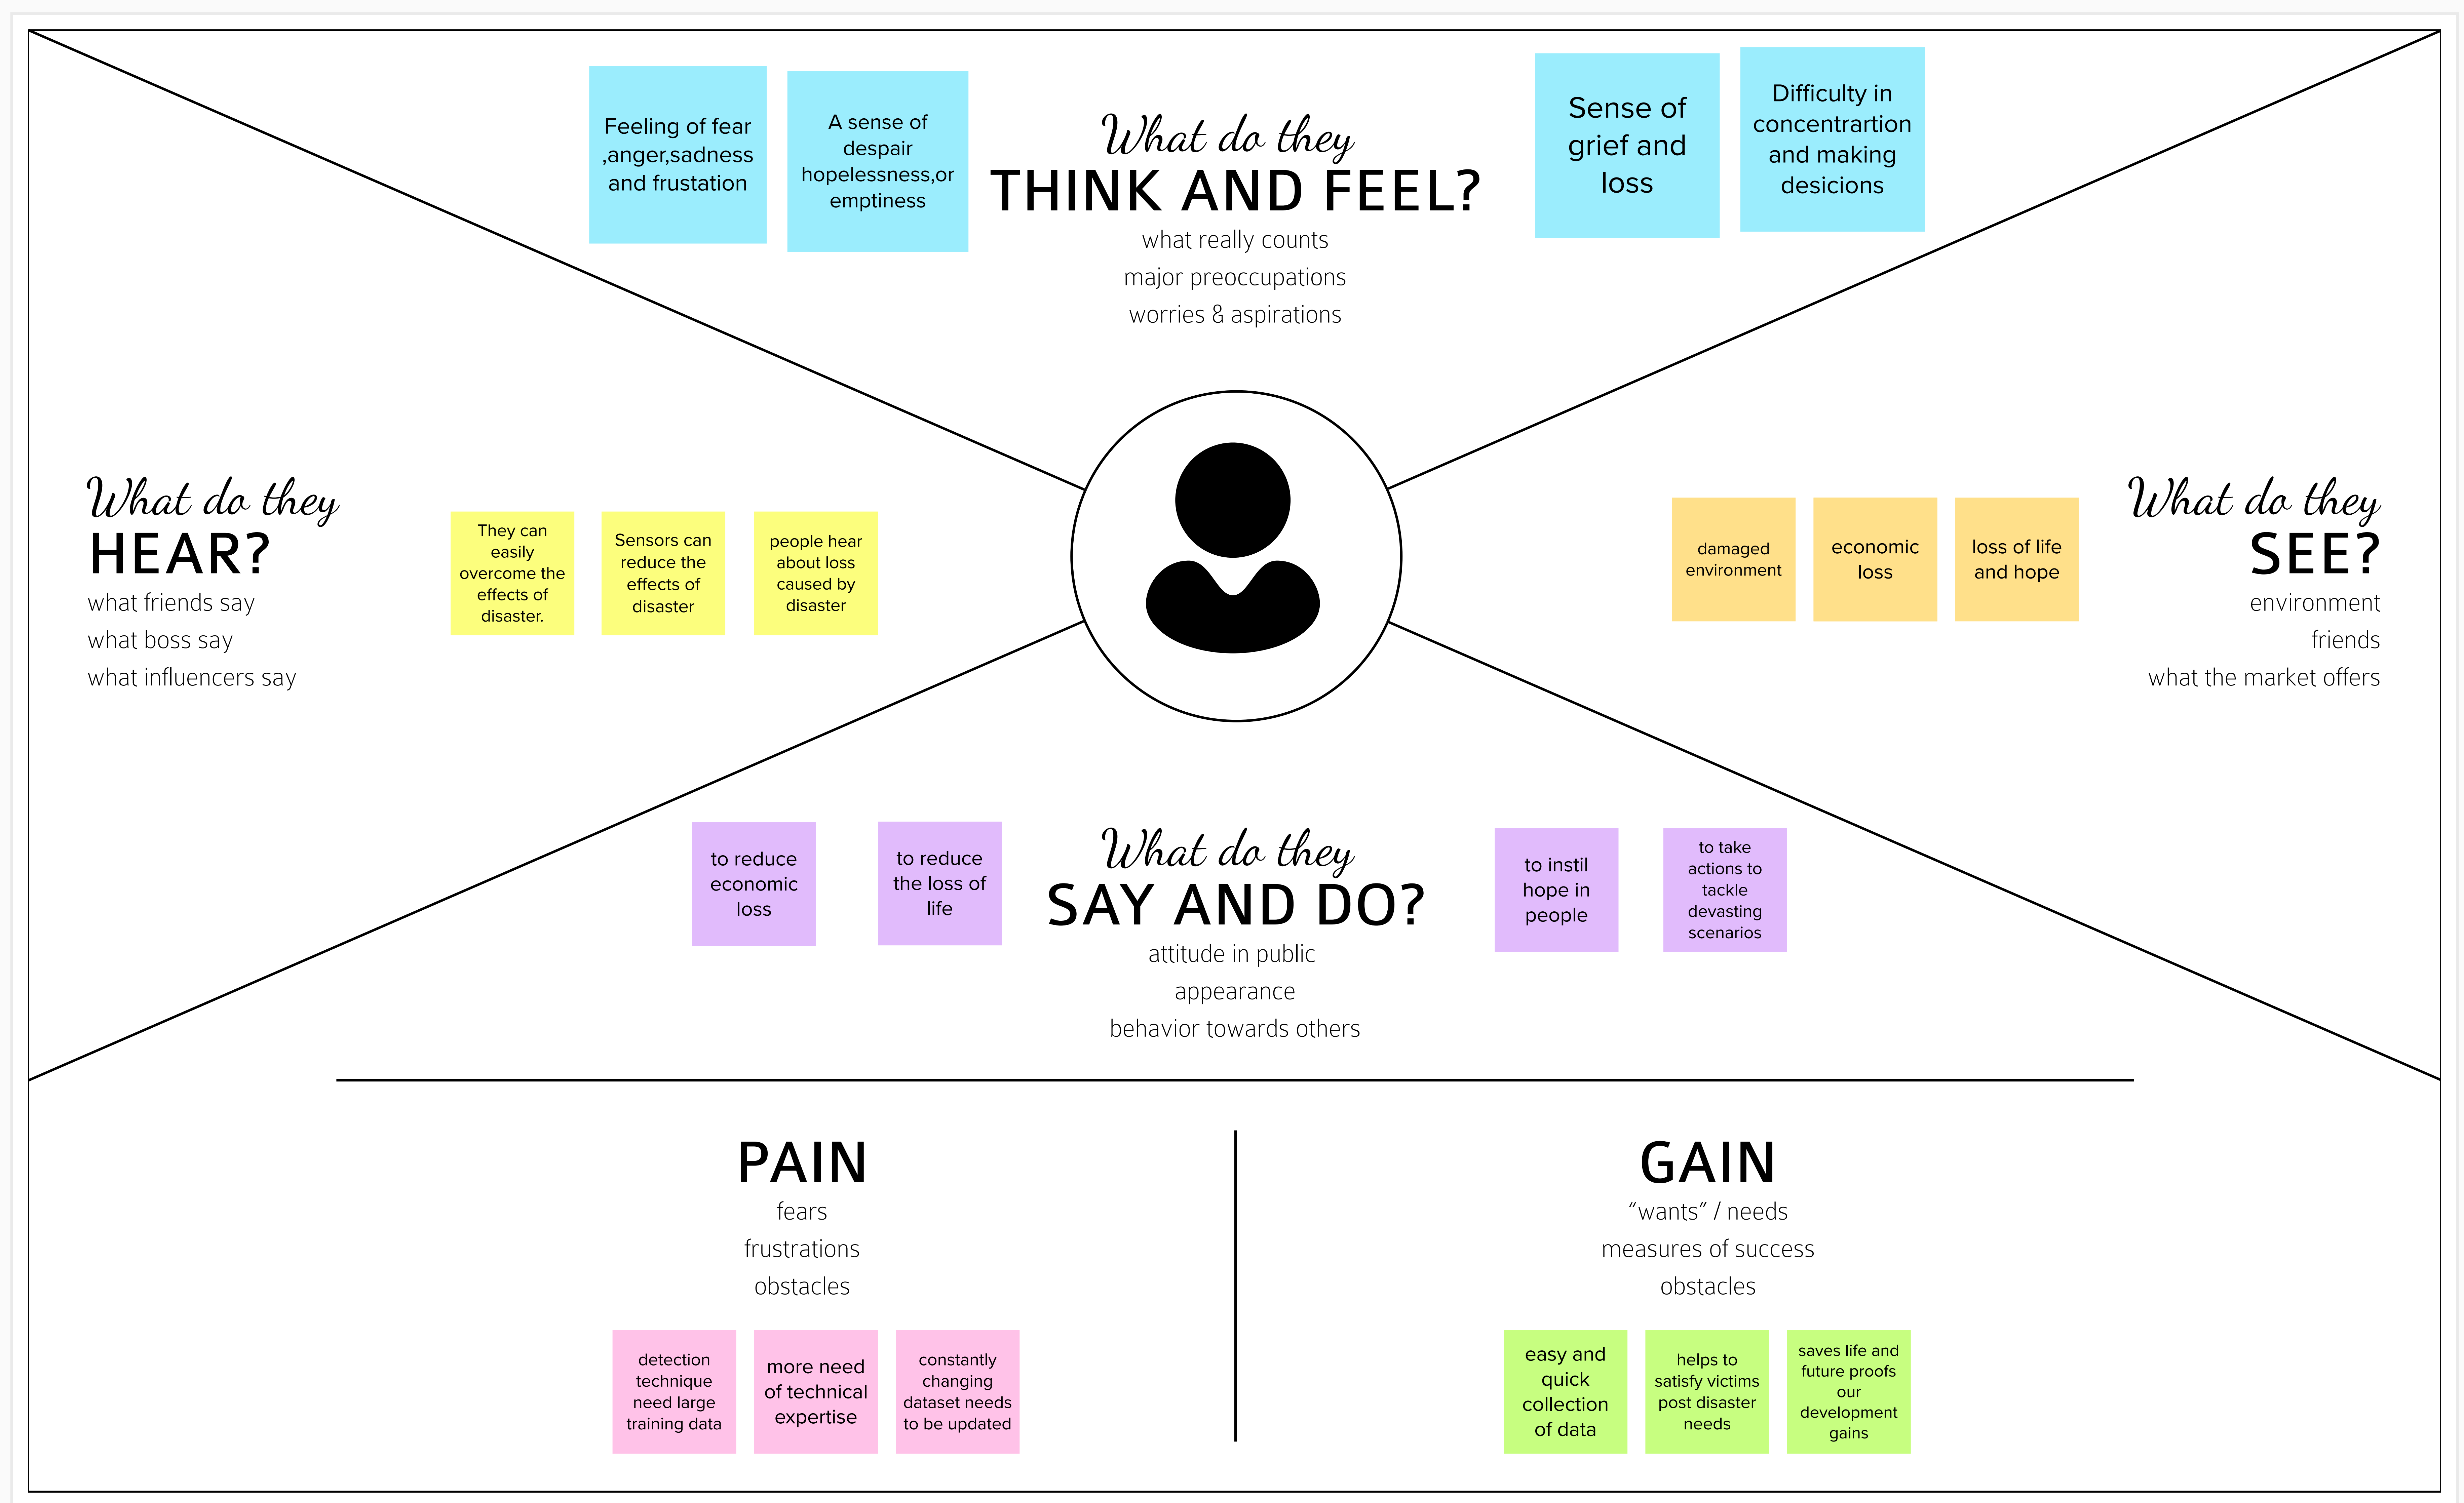 Feeling of fear
,anger,sadness
and frustation
A sense of
despair
hopelessness,or
emptiness
What do they
THINK AND FEEL?
what really counts
major preoccupations
worries & aspirations
Sense of
grief and
loss
Difficulty in
concentrartion
and making
desicions
What do they
HEAR?
what friends say
what boss say
what influencers say
They can
easily
overcome the
effects of
disaster.
Sensors can
reduce the
effects of
disaster
people hear
about loss
caused by
disaster
damaged
environment
economic
loss
loss of life
and hope
What do they
SEE?
environment
friends
what the market offers
to reduce
economic
loss
to reduce
the loss of
life
What do they
SAY AND DO?
attitude in public
appearance
behavior towards others
to instil
hope in
people
to take
actions to
tackle
devasting
scenarios
PAIN
fears
frustrations
obstacles
detection
technique
need large
training data
more need
of technical
expertise
constantly
changing
dataset needs
to be updated
GAIN
“wants” / needs
measures of success
obstacles
easy and
quick
collection
of data
helps to
satisfy victims
post disaster
needs
saves life and
future proofs
our
development
gains